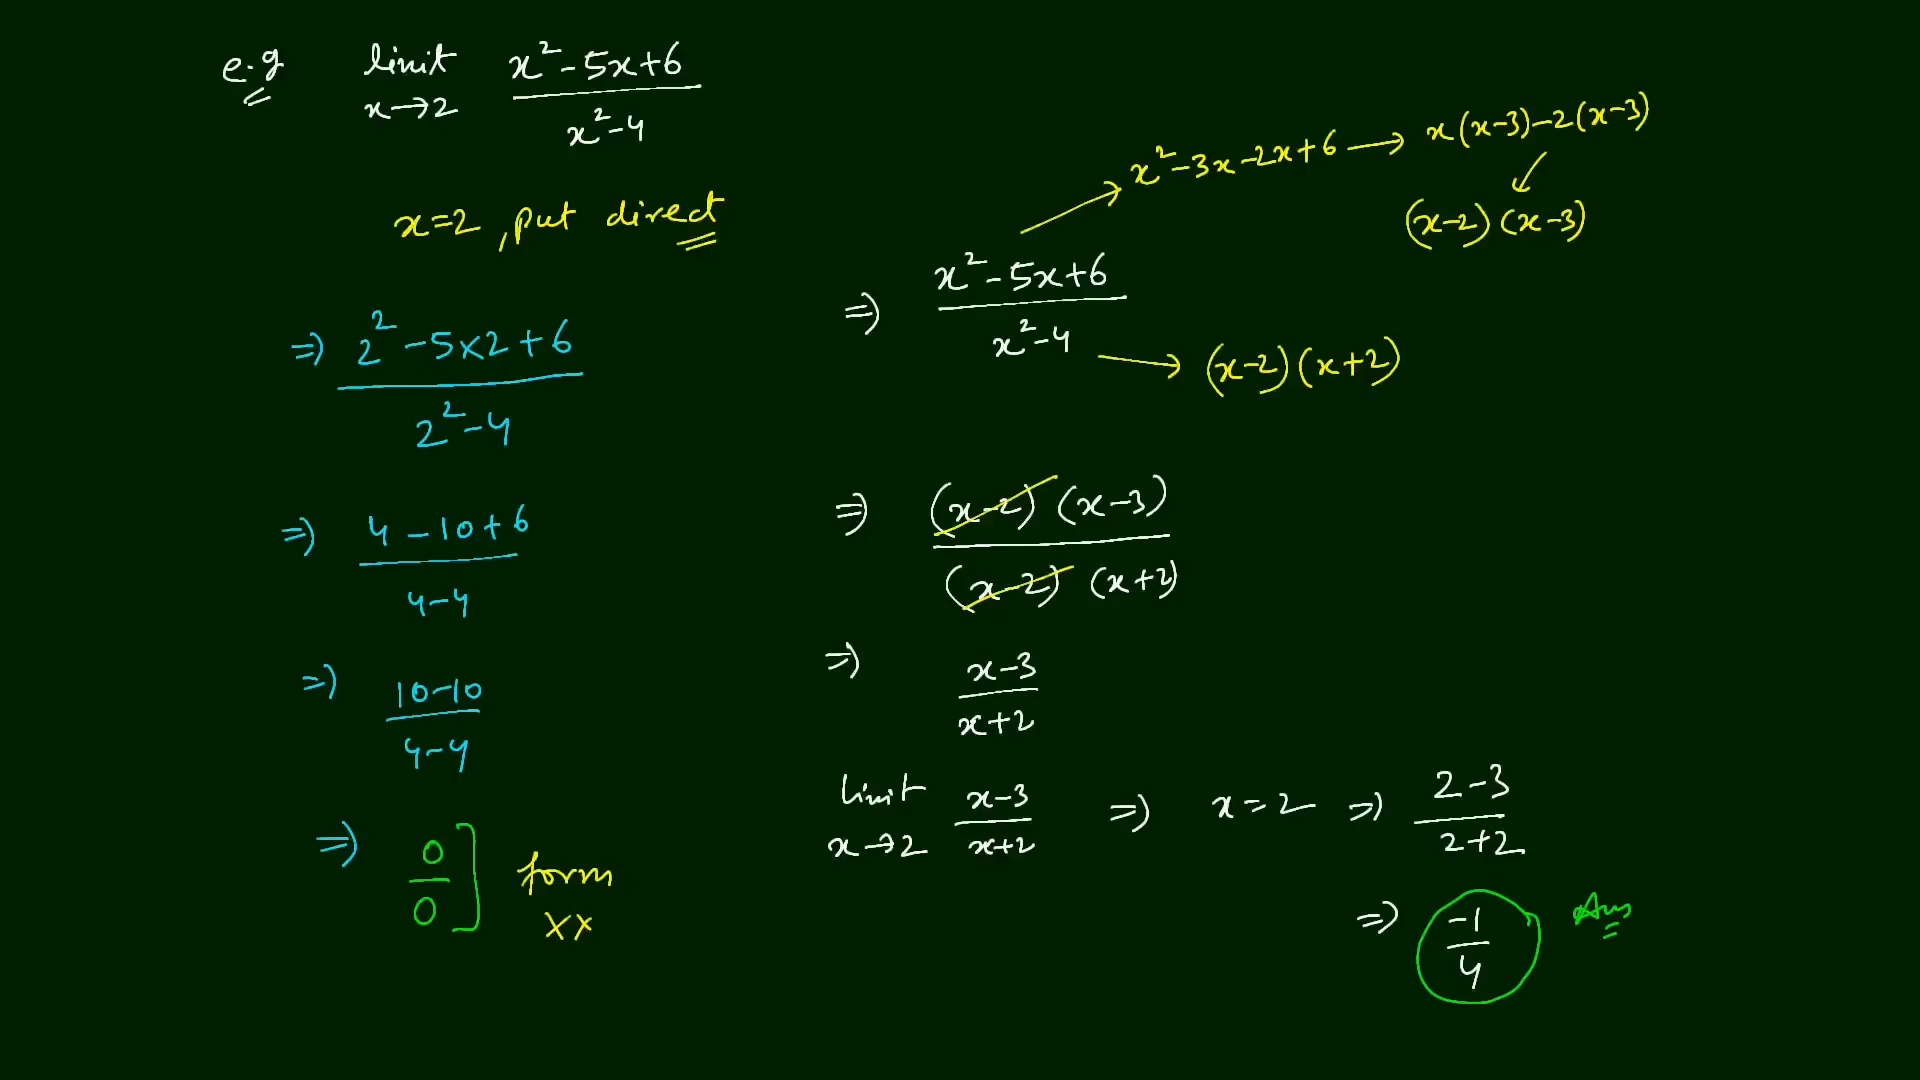 e.g limit x→2 (x²-5x+6)/(x²-4)
x=2, put direct
⇒ (2²-5x2+6)/(2²-4)
⇒ (4-10+6)/(4-4)
⇒ (10-10)/(4-4)
⇒ 0/0] form
XX
⇒ (x²-5x+6)/(x²-4)
→ x²-3x-2x+6 → x(x-3)-2(x-3)
↙
(x-2)(x-3)
→ (x-2)(x+2)
⇒ (x-2)(x-3)/(x-2)(x+2)
⇒ (x-3)/(x+2)
limit x→2 (x-3)/(x+2) ⇒ x=2 ⇒ (2-3)/(2+2)
⇒ -1/4 Ans